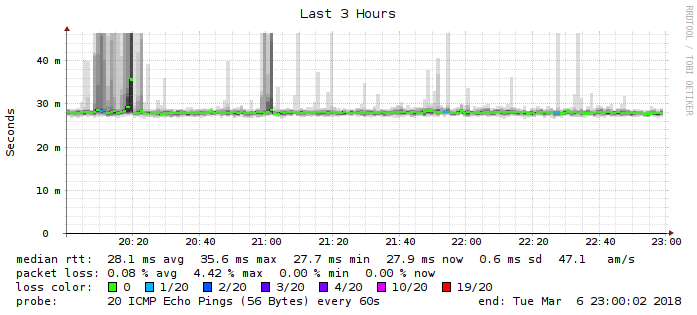 Last 3 Hours
RRDTOOL / TOBI OETIKER
Seconds
40 m
30 m
20 m
10 m
0
20:20 20:40 21:00 21:20 21:40 22:00 22:20 22:40 23:00
median rtt: 28.1 ms avg 35.6 ms max 27.7 ms min 27.9 ms now 0.6 ms sd 47.1 am/s
packet loss: 0.08 % avg 4.42 % max 0.00 % min 0.00 % now
loss color: 0 1/20 2/20 3/20 4/20 10/20 19/20
probe: 20 ICMP Echo Pings (56 Bytes) every 60s end: Tue Mar 6 23:00:02 2018